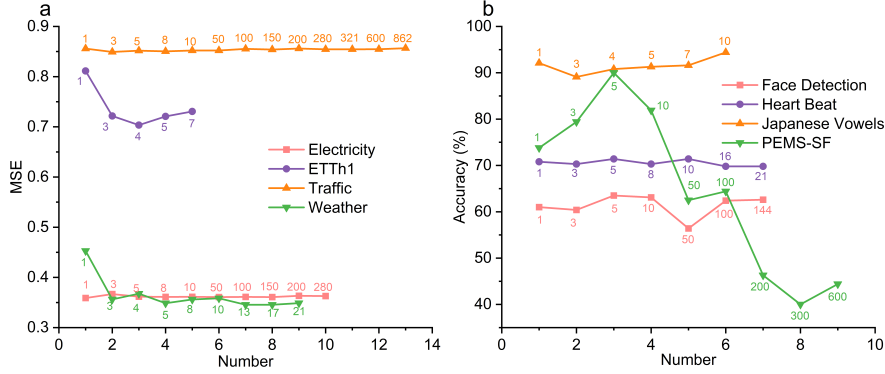 a
0.9
0.8
0.7
0.6
0.5
0.4
0.3
MSE
1 3 5 8 10 50 100 150 200 280 321 600 862
1 3 4 5 7
Electricity
ETTh1
Traffic
Weather
1 3 5 8 10 50 100 150 200 280
1 3 4 5 8 10 13 17 21
0 2 4 6 8 10 12 14
Number
b
100
90
80
70
60
50
40
Accuracy (%)
1 3 4 5 7 10
1 3 5 10 50 100 200 300 600
Face Detection
Heart Beat
Japanese Vowels
PEMS-SF
1 3 5 8 10 16 21
1 3 5 10 50 100 144
0 2 4 6 8 10
Number